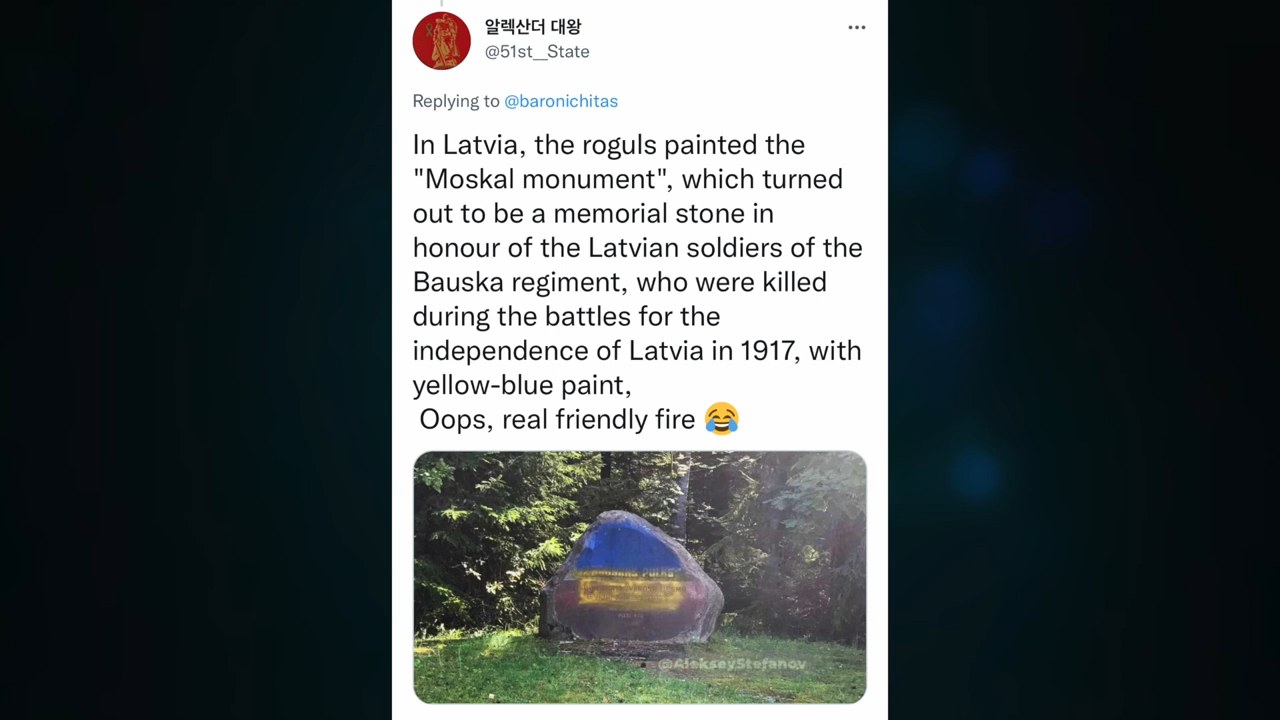 알렉산더 대왕
@51st__State
Replying to @baronichitas
In Latvia, the roguls painted the
"Moskal monument", which turned
out to be a memorial stone in
honour of the Latvian soldiers of the
Bauska regiment, who were killed
during the battles for the
independence of Latvia in 1917, with
yellow-blue paint,
Oops, real friendly fire 😂
@AlekseyStefanov